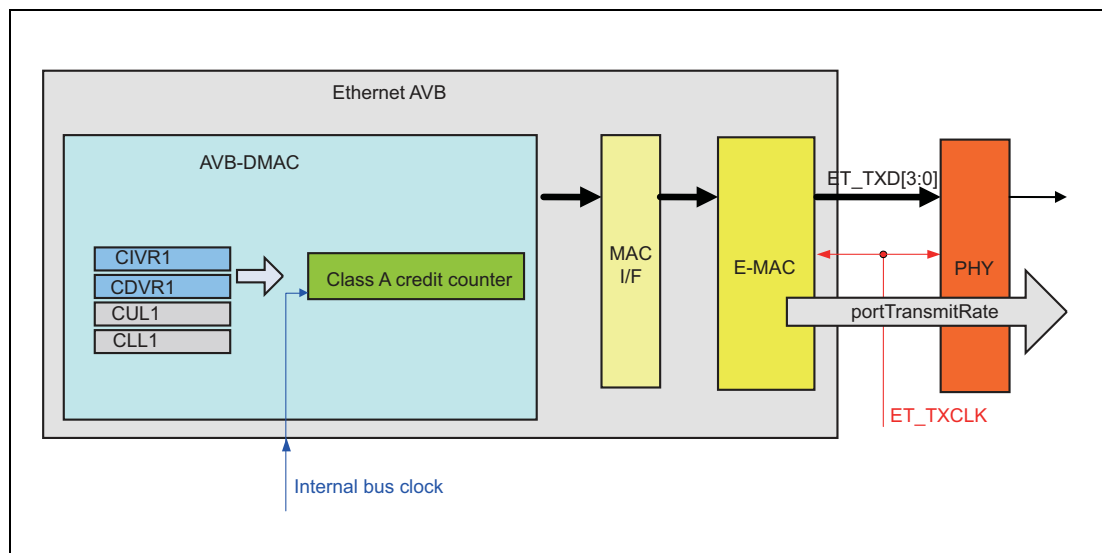 Ethernet AVB
AVB-DMAC
CIVR1
CDVR1
CUL1
CLL1
Class A credit counter
MAC
I/F
E-MAC
ET_TXD[3:0]
PHY
portTransmitRate
ET_TXCLK
Internal bus clock